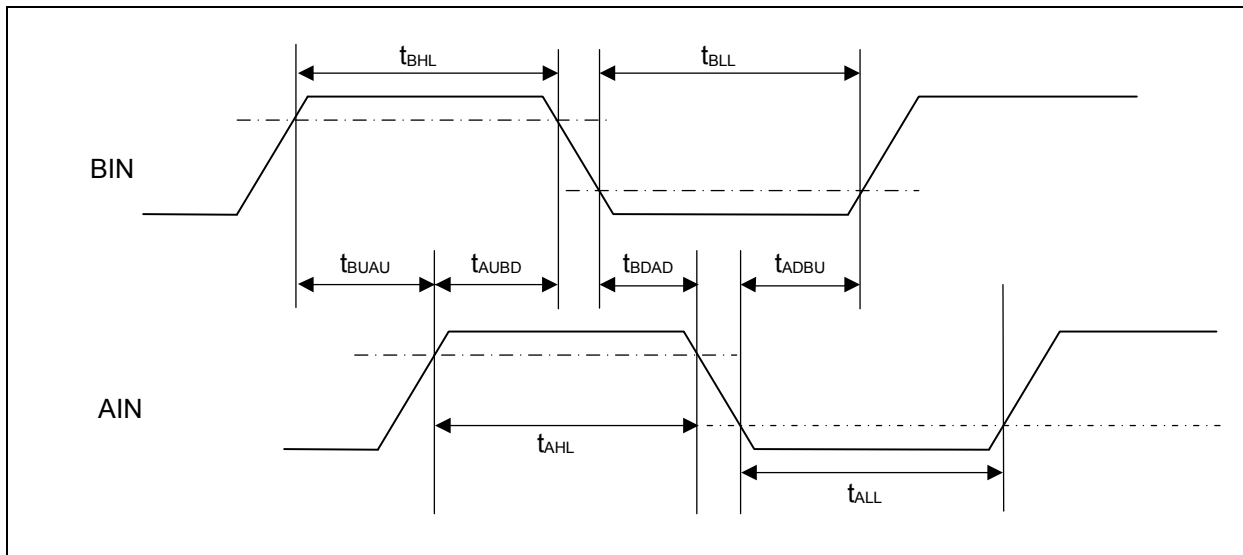 tBHL
tBLL
BIN
tBUAU
tAUBD
tBDAD
tADBU
AIN
tAHL
tALL